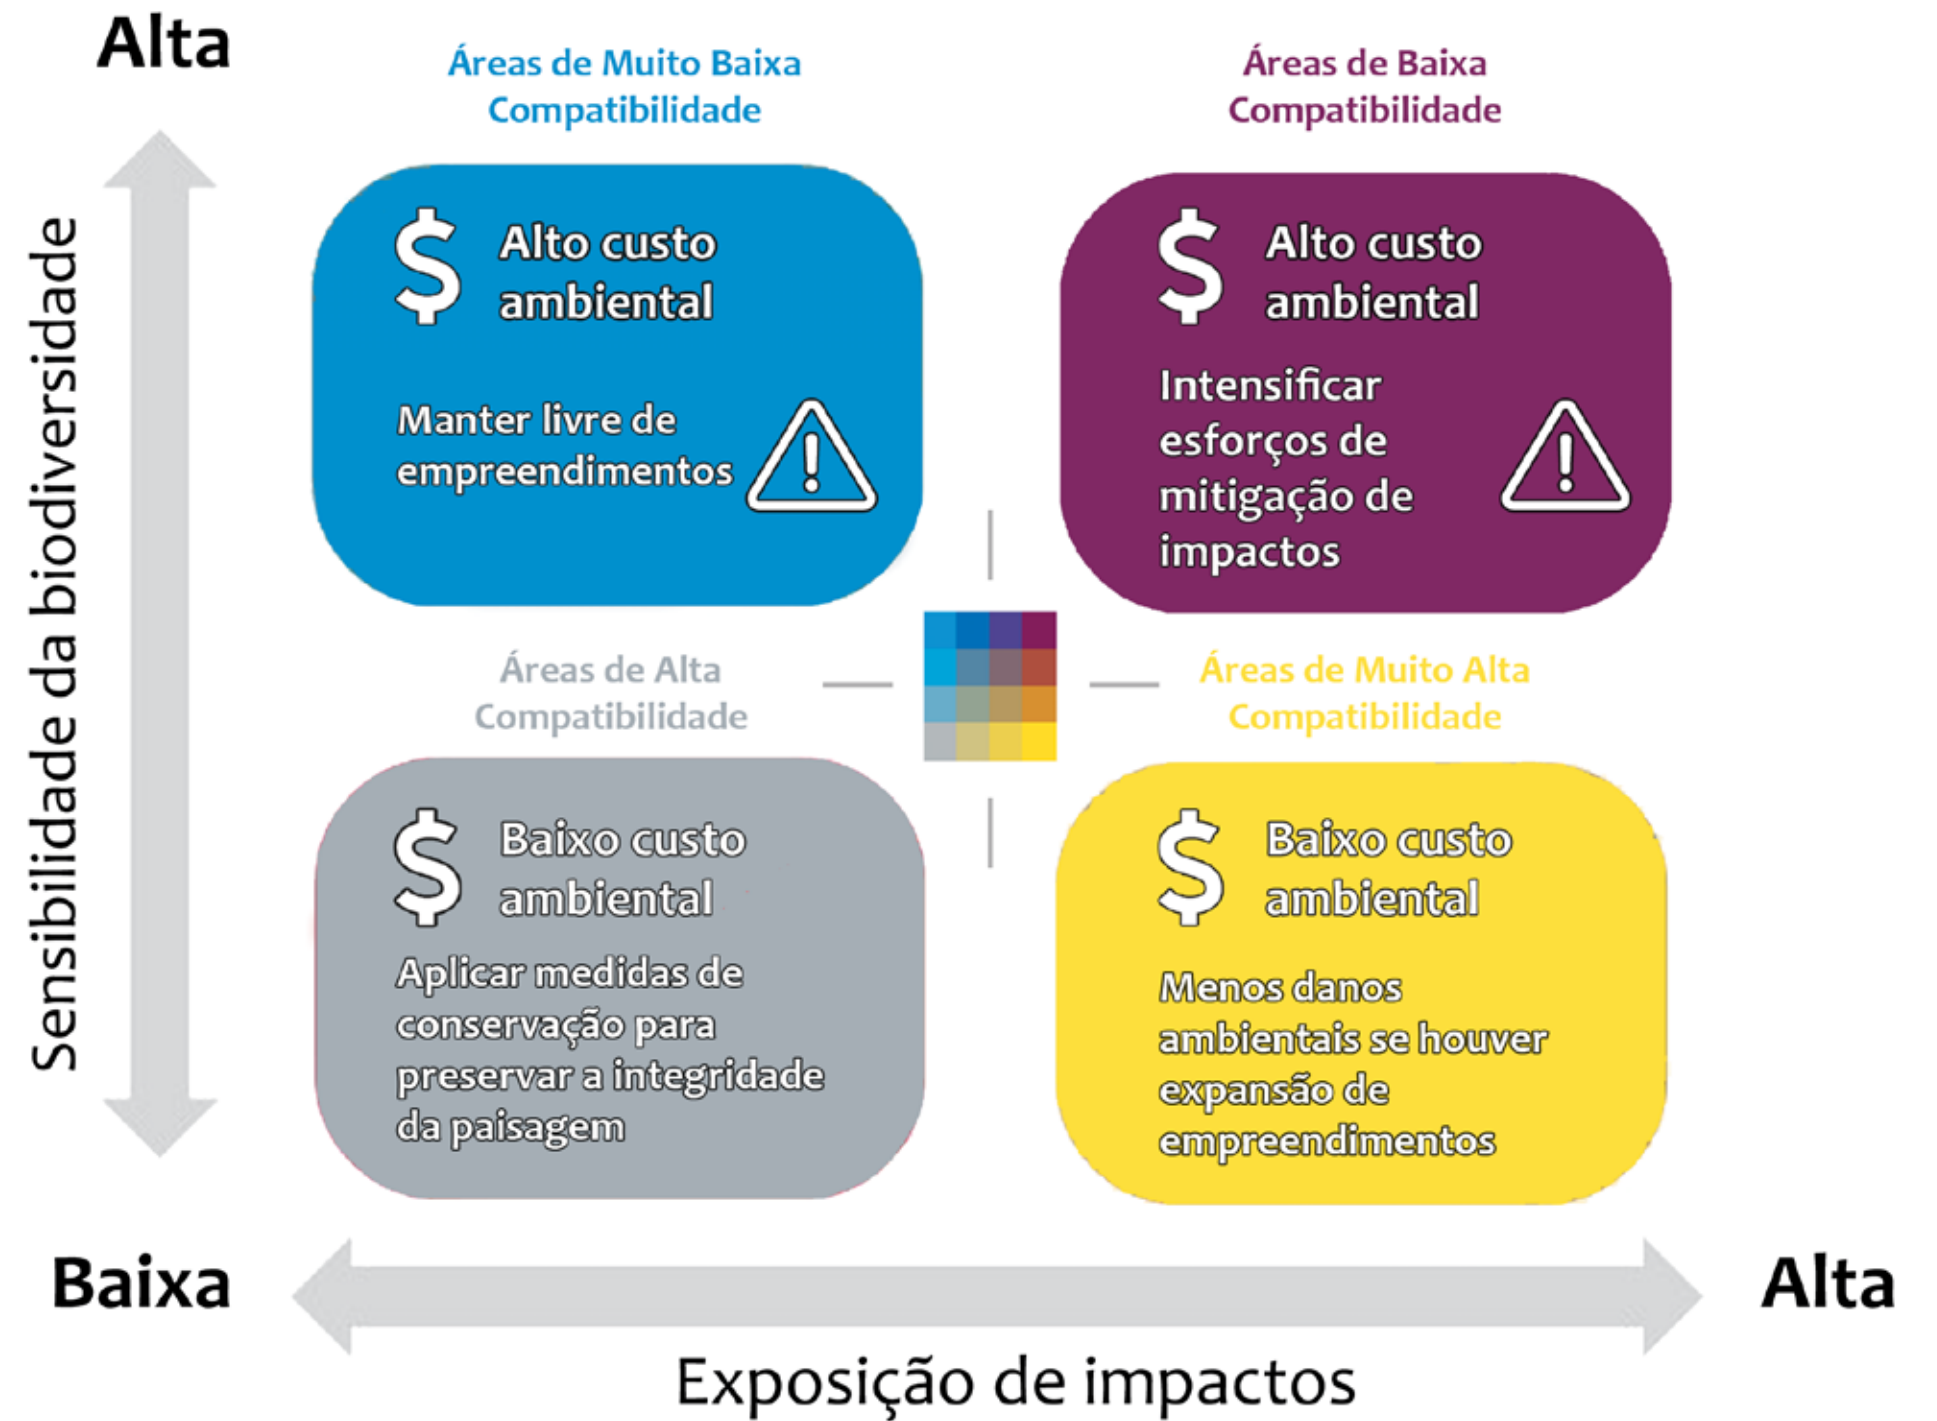 Alta
Áreas de Muito Baixa
Compatibilidade
Áreas de Baixa
Compatibilidade
$
Alto custo
ambiental
Manter livre de
empreendimentos
!
$
Alto custo
ambiental
Intensificar
esforços de
mitigação de
impactos
!
Sensibilidade da biodiversidade
Áreas de Alta
Compatibilidade
Áreas de Muito Alta
Compatibilidade
$
Baixo custo
ambiental
Aplicar medidas de
conservação para
preservar a integridade
da paisagem
$
Baixo custo
ambiental
Menos danos
ambientais se houver
expansão de
empreendimentos
Baixa
Alta
Exposição de impactos